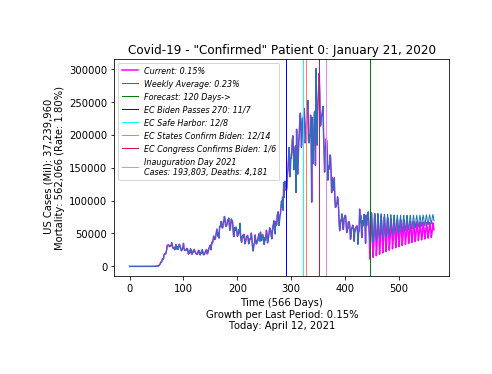 Covid-19 - "Confirmed" Patient 0: January 21, 2020
US Cases (Mil): 37,239,960
Mortality: 562,066 (Rate: 1.80%)
300000
250000
200000
150000
100000
50000
0
Current: 0.15%
Weekly Average: 0.23%
Forecast: 120 Days->
EC Biden Passes 270: 11/7
EC Safe Harbor: 12/8
EC States Confirm Biden: 12/14
EC Congress Confirms Biden: 1/6
Inauguration Day 2021
Cases: 193,803, Deaths: 4,181
0 100 200 300 400 500
Time (566 Days)
Growth per Last Period: 0.15%
Today: April 12, 2021